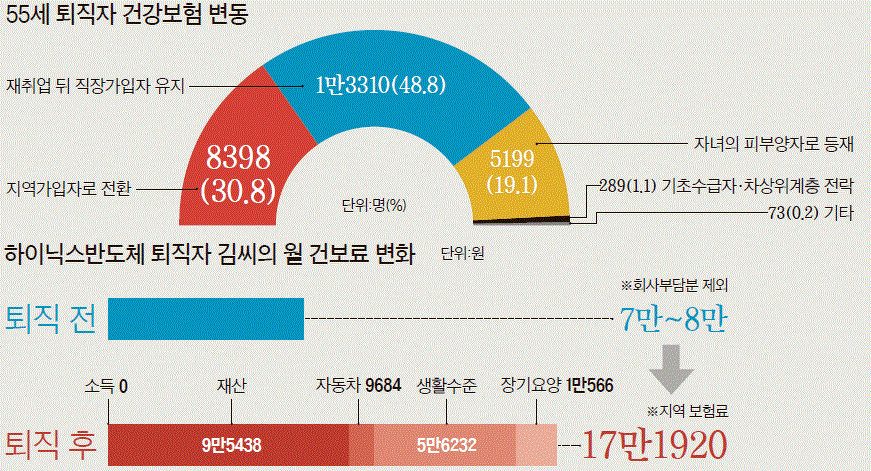 55세 퇴직자 건강보험 변동
재취업 뒤 직장가입자 유지
1만3310(48.8)
8398
(30.8)
지역가입자로 전환
5199
(19.1)
자녀의 피부양자로 등재
289(1.1) 기초수급자·차상위계층 전락
73(0.2) 기타
단위:명(%)
하이닉스반도체 퇴직자 김씨의 월 건보료 변화 단위:원
퇴직 전
※회사부담분 제외
7만~8만
소득 0 재산 자동차 9684 생활수준 장기요양 1만566
퇴직 후
9만5438 5만6232
※지역 보험료
17만1920